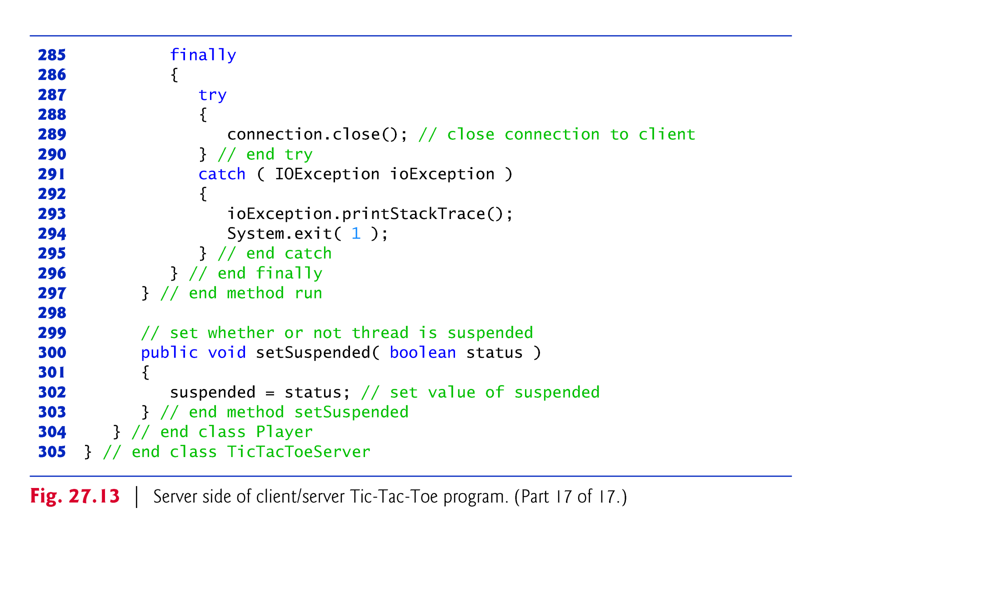 285 finally
286 {
287 try
288 {
289 connection.close(); // close connection to client
290 } // end try
291 catch ( IOException ioException )
292 {
293 ioException.printStackTrace();
294 System.exit( 1 );
295 } // end catch
296 } // end finally
297 } // end method run
298
299 // set whether or not thread is suspended
300 public void setSuspended( boolean status )
301 {
302 suspended = status; // set value of suspended
303 } // end method setSuspended
304 } // end class Player
305 } // end class TicTacToeServer
Fig. 27.13 | Server side of client/server Tic-Tac-Toe program. (Part 17 of 17.)